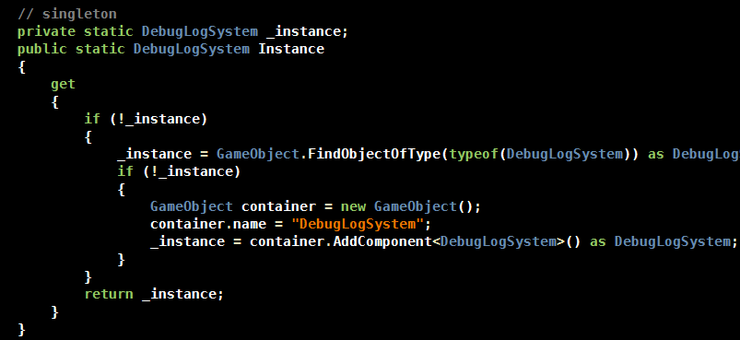 // singleton
private static DebugLogSystem _instance;
public static DebugLogSystem Instance
{
    get
    {
        if (!_instance)
        {
            _instance = GameObject.FindObjectOfType(typeof(DebugLogSystem)) as DebugLog
            if (!_instance)
            {
                GameObject container = new GameObject();
                container.name = "DebugLogSystem";
                _instance = container.AddComponent<DebugLogSystem>() as DebugLogSystem;
            }
        }
        return _instance;
    }
}